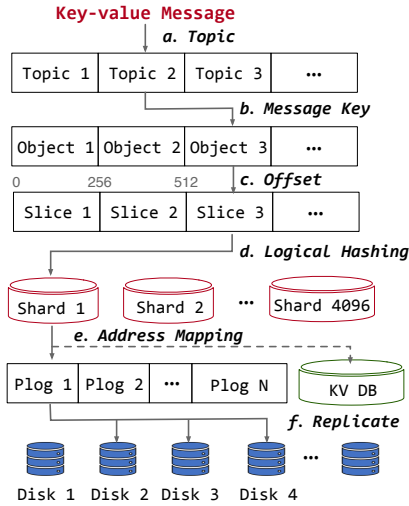 Key-value Message
a. Topic
Topic 1 Topic 2 Topic 3 ...
b. Message Key
Object 1 Object 2 Object 3 ...
0 256 512 c. Offset
Slice 1 Slice 2 Slice 3 ...
d. Logical Hashing
Shard 1 Shard 2 ... Shard 4096
e. Address Mapping
Plog 1 Plog 2 ... Plog N KV DB
f. Replicate
...
Disk 1 Disk 2 Disk 3 Disk 4